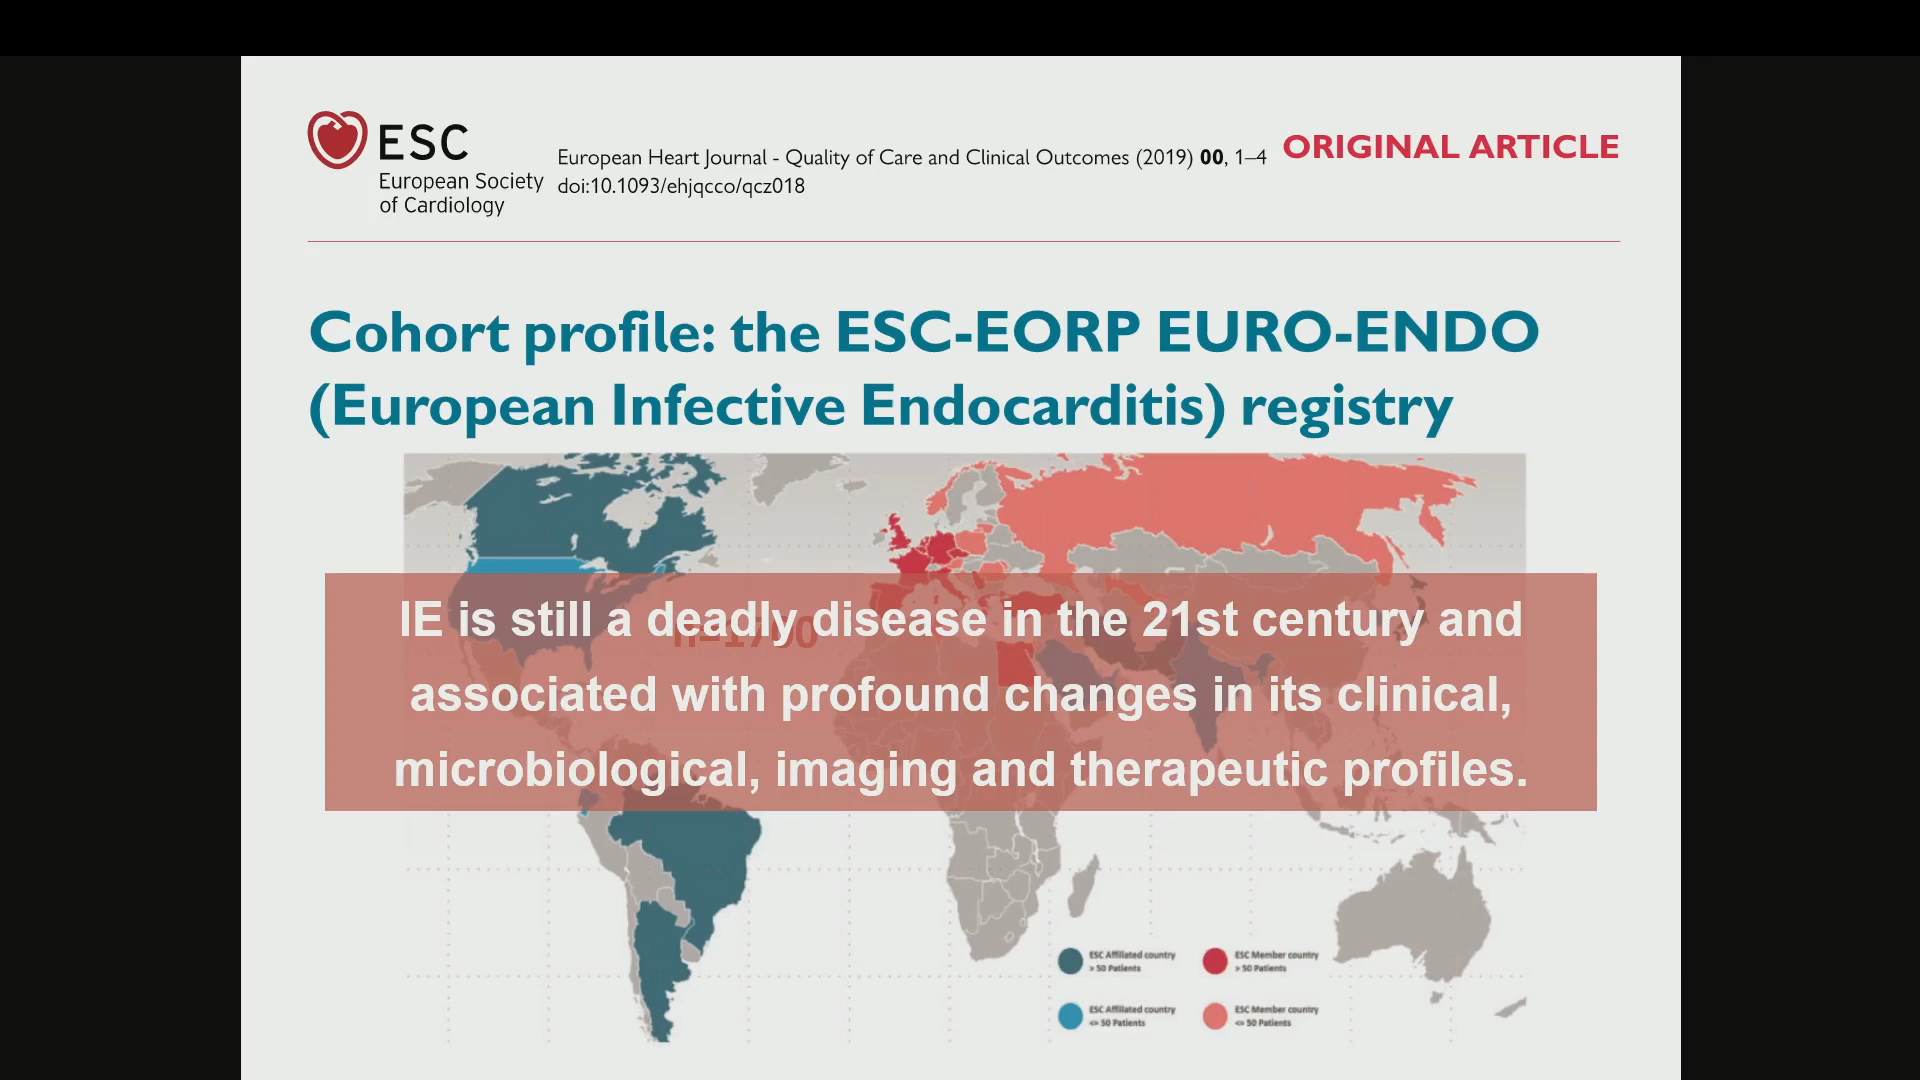 ESC
European Society
of Cardiology
European Heart Journal - Quality of Care and Clinical Outcomes (2019) 00, 1–4
doi:10.1093/ehjqcco/qcz018
ORIGINAL ARTICLE
Cohort profile: the ESC-EORP EURO-ENDO
(European Infective Endocarditis) registry
IE is still a deadly disease in the 21st century and
associated with profound changes in its clinical,
microbiological, imaging and therapeutic profiles.
ESC Affiliated country
> 50 Patients
ESC Member country
> 50 Patients
ESC Affiliated country
<= 50 Patients
ESC Member country
<= 50 Patients